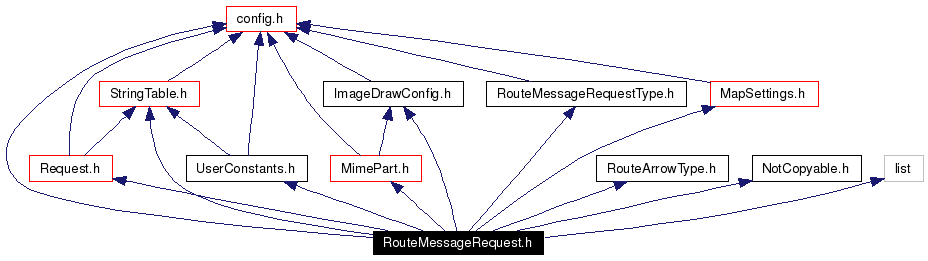 config.h
StringTable.h
ImageDrawConfig.h
RouteMessageRequestType.h
MapSettings.h
Request.h
UserConstants.h
MimePart.h
RouteArrowType.h
NotCopyable.h
list
RouteMessageRequest.h